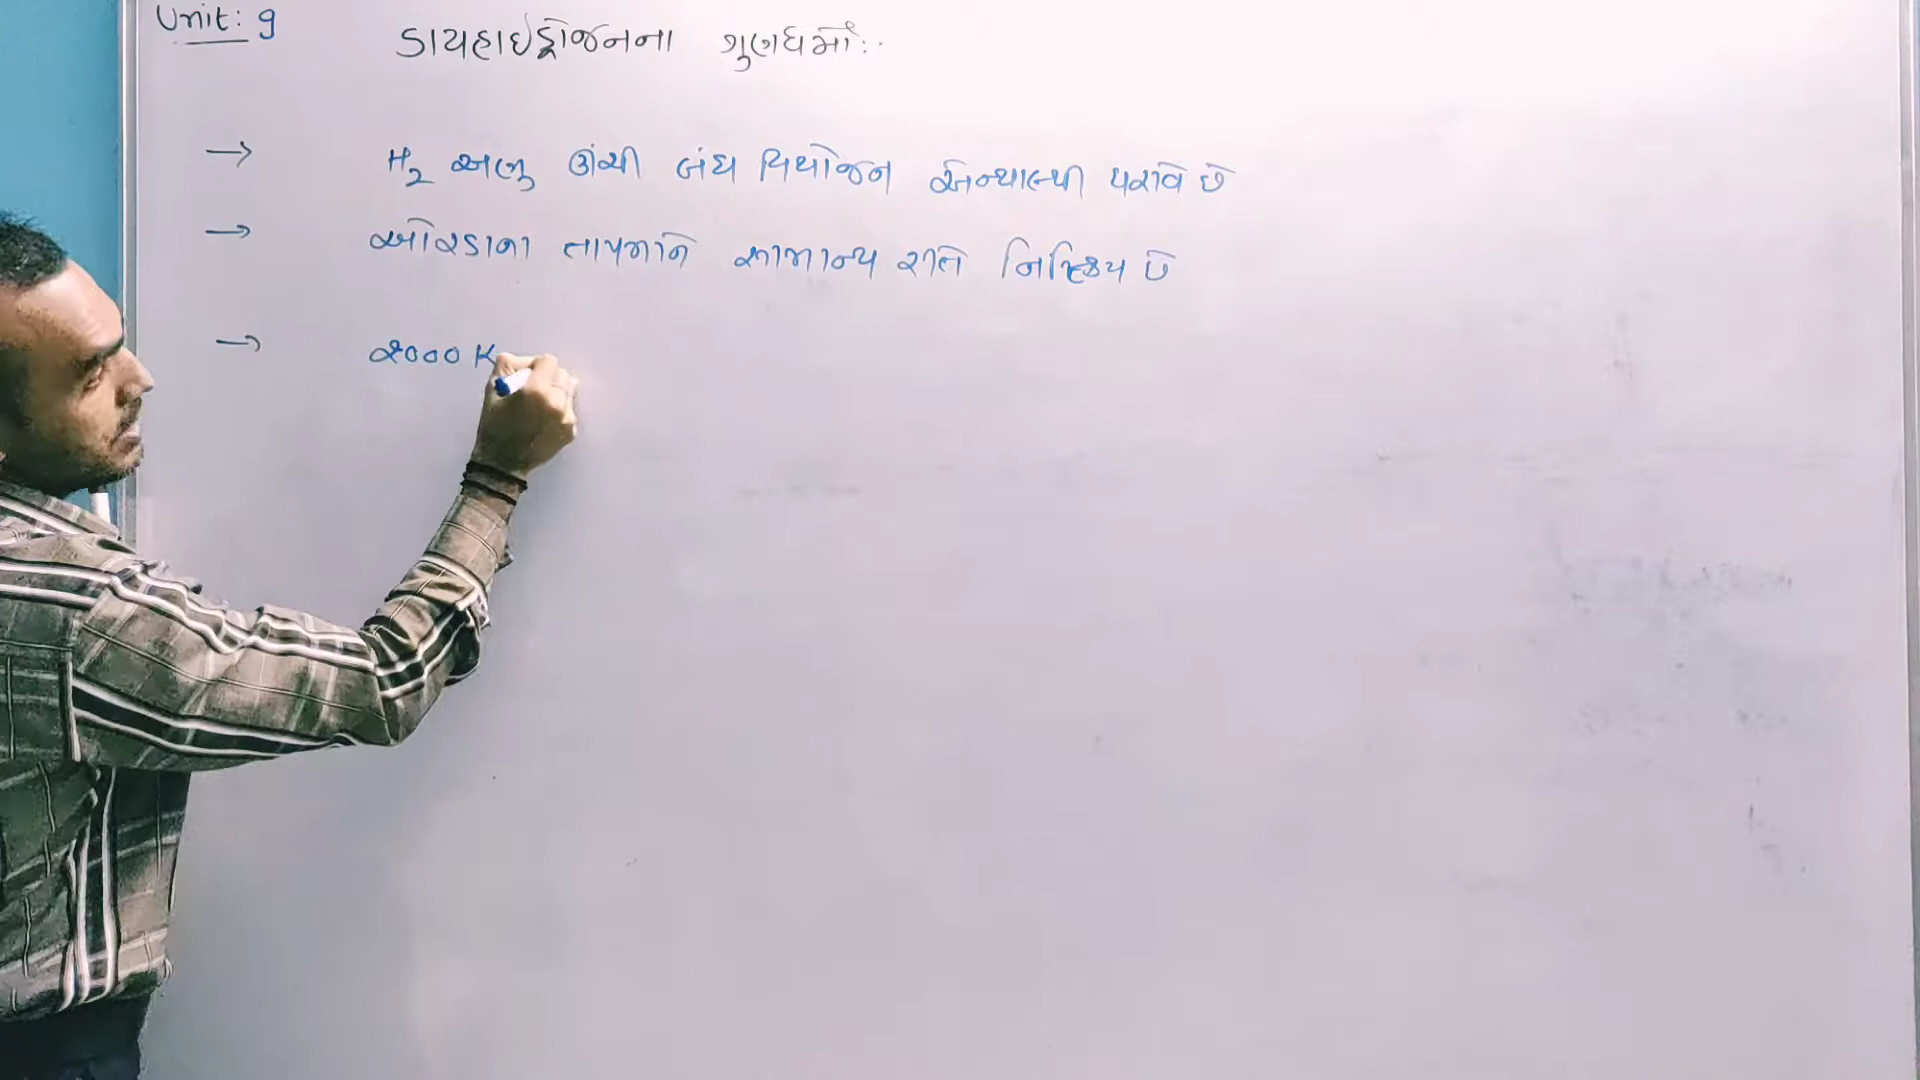 Unit: 9
ડાયહાઇડ્રોજનના ગુણધર્મો :.
→ H2 અણુ ઊંચી બંધ વિયોજન એન્થાલ્પી ધરાવે છે
→ ઓરડાના તાપમાને સામાન્ય રીતે નિષ્ક્રિય છે
→ 2000 K